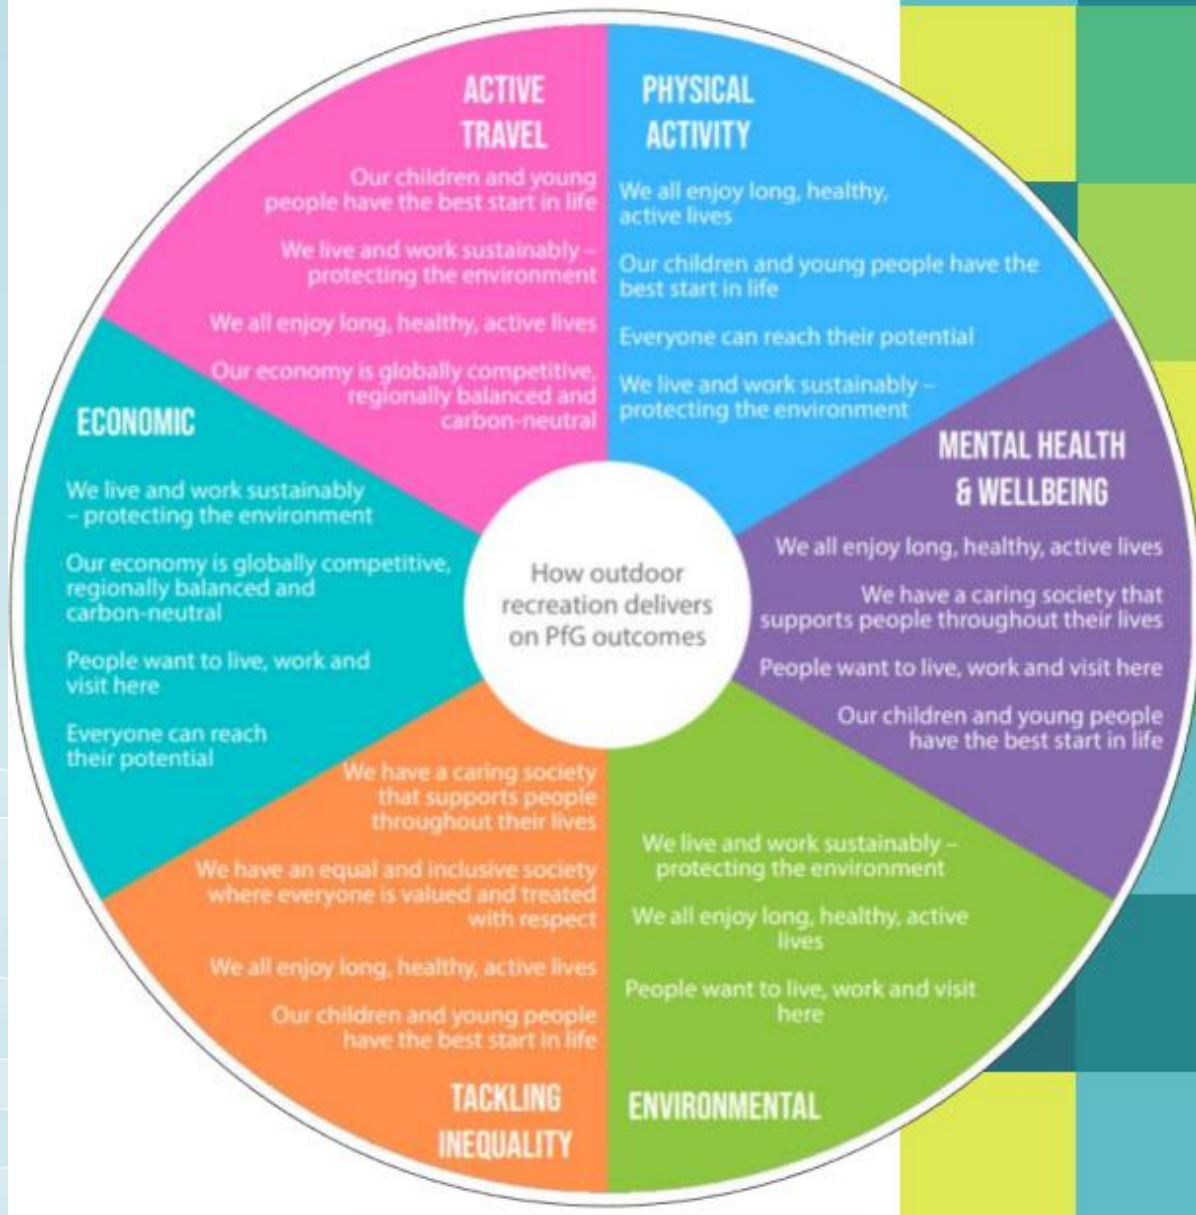 ACTIVE
TRAVEL
Our children and young
people have the best start in life
We live and work sustainably –
protecting the environment
We all enjoy long, healthy, active lives
Our economy is globally competitive,
regionally balanced and
carbon-neutral
PHYSICAL
ACTIVITY
We all enjoy long, healthy,
active lives
Our children and young people have the
best start in life
Everyone can reach their potential
We live and work sustainably –
protecting the environment
MENTAL HEALTH
& WELLBEING
We all enjoy long, healthy, active lives
We have a caring society that
supports people throughout their lives
People want to live, work and visit here
Our children and young people
have the best start in life
We live and work sustainably –
protecting the environment
We all enjoy long, healthy, active
lives
People want to live, work and visit
here
ENVIRONMENTAL
We have a caring society
that supports people
throughout their lives
We have an equal and inclusive society
where everyone is valued and treated
with respect
We all enjoy long, healthy, active lives
Our children and young people
have the best start in life
TACKLING
INEQUALITY
ECONOMIC
We live and work sustainably
– protecting the environment
Our economy is globally competitive,
regionally balanced and
carbon-neutral
People want to live, work and
visit here
Everyone can reach
their potential
How outdoor
recreation delivers
on PfG outcomes